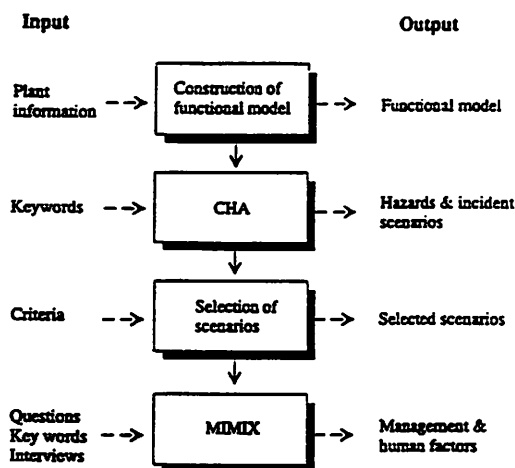 Input
Output
Plant
information
Construction of
functional model
Functional model
Keywords
CHA
Hazards & incident
scenarios
Criteria
Selection of
scenarios
Selected scenarios
Questions
Key words
Interviews
MIMIX
Management &
human factors